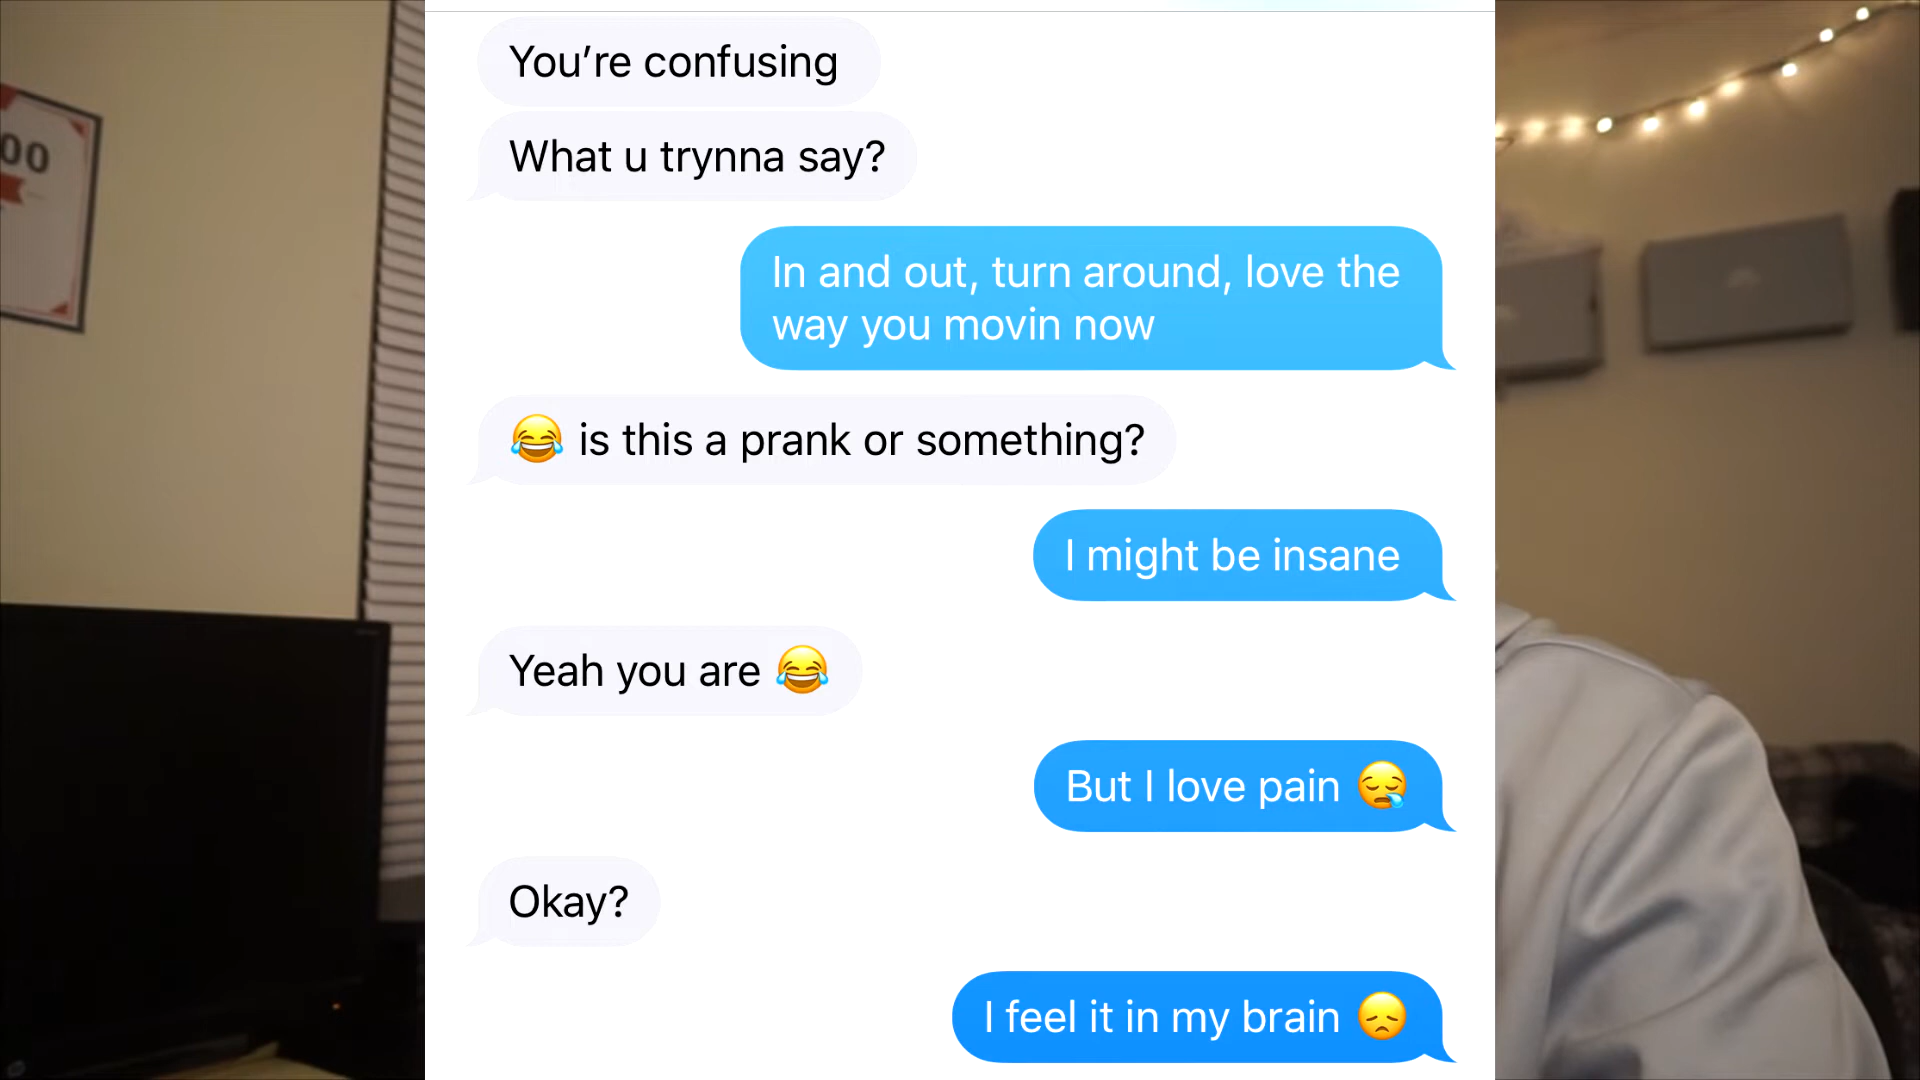 You’re confusing
What u trynna say?
In and out, turn around, love the
way you movin now
😂 is this a prank or something?
I might be insane
Yeah you are 😂
But I love pain 😪
Okay?
I feel it in my brain 😞
00